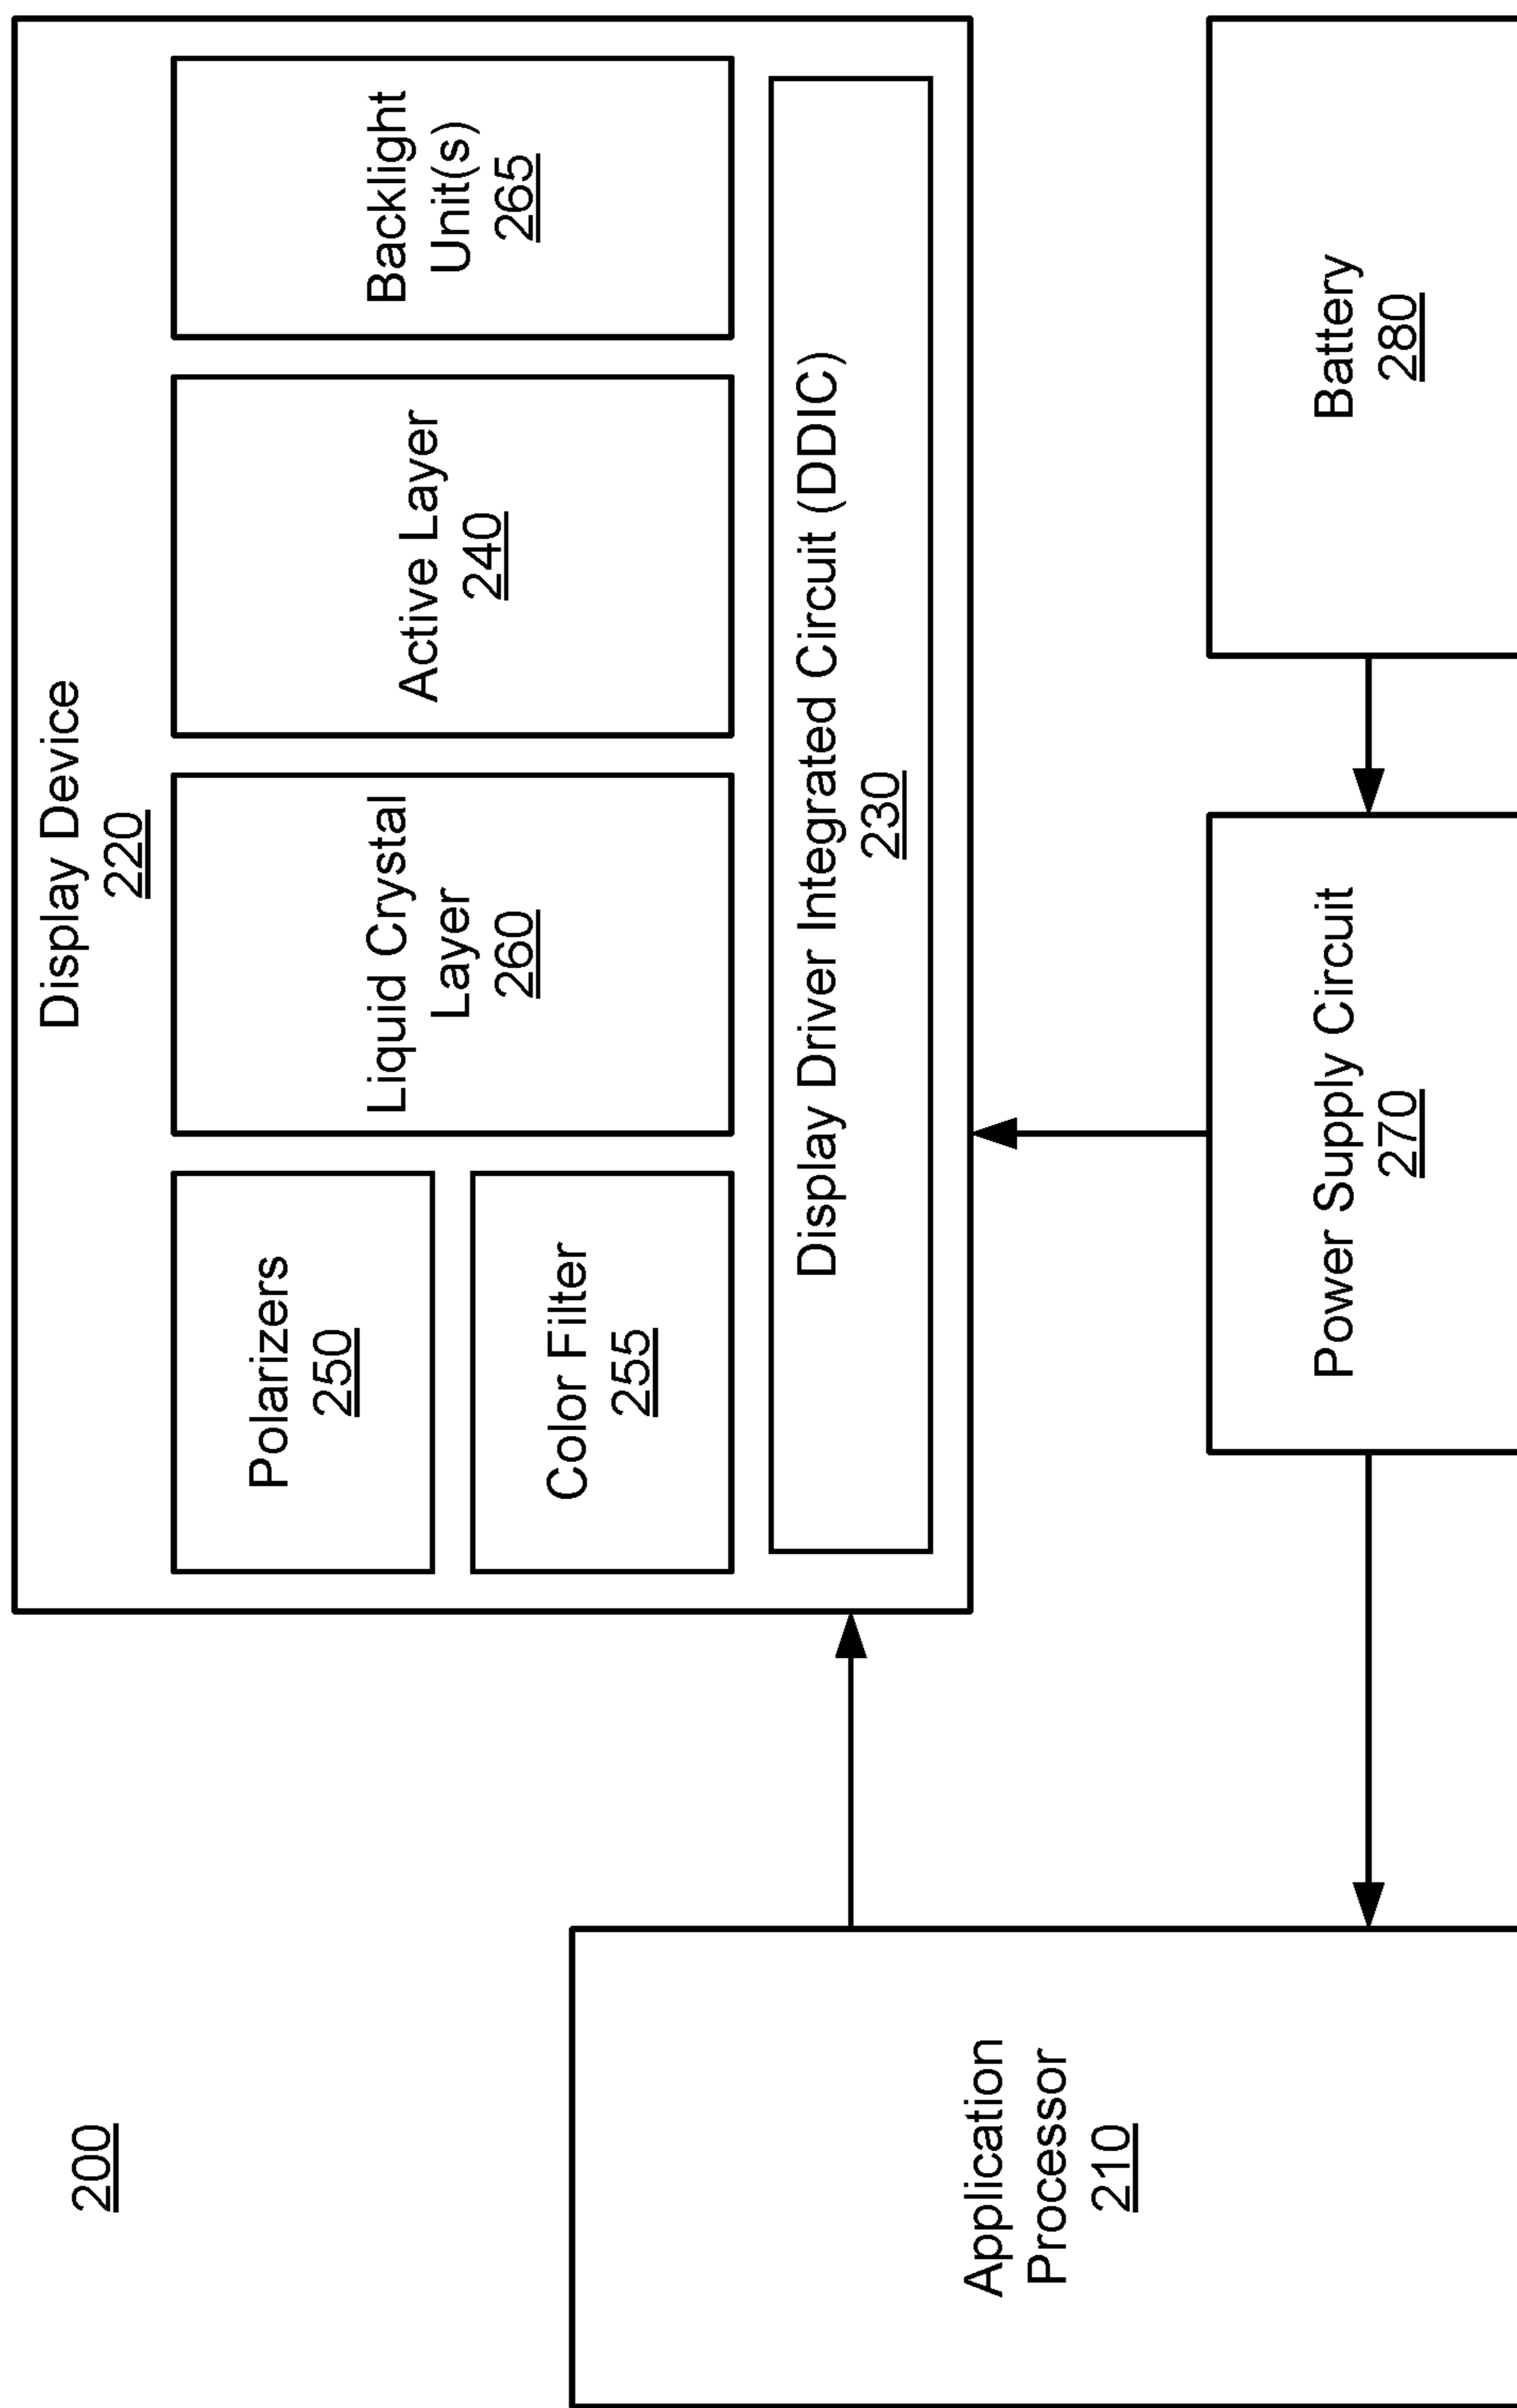 200
Display Device
220
Polarizers
250
Color Filter
255
Liquid Crystal
Layer
260
Active Layer
240
Backlight
Unit(s)
265
Display Driver Integrated Circuit (DDIC)
230
Application
Processor
210
Power Supply Circuit
270
Battery
280